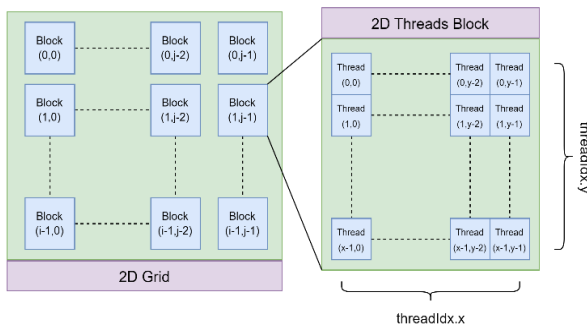 2D Threads Block
Block
(0,0)
Block
(0,j-2)
Block
(0,j-1)
Block
(1,0)
Block
(1,j-2)
Block
(1,j-1)
Block
(i-1,0)
Block
(i-1,j-2)
Block
(i-1,j-1)
2D Grid
Thread
(0,0)
Thread
(0,y-2)
Thread
(0,y-1)
Thread
(1,0)
Thread
(1,y-2)
Thread
(1,y-1)
Thread
(x-1,0)
Thread
(x-1,y-2)
Thread
(x-1,y-1)
threadIdx.y
threadIdx.x